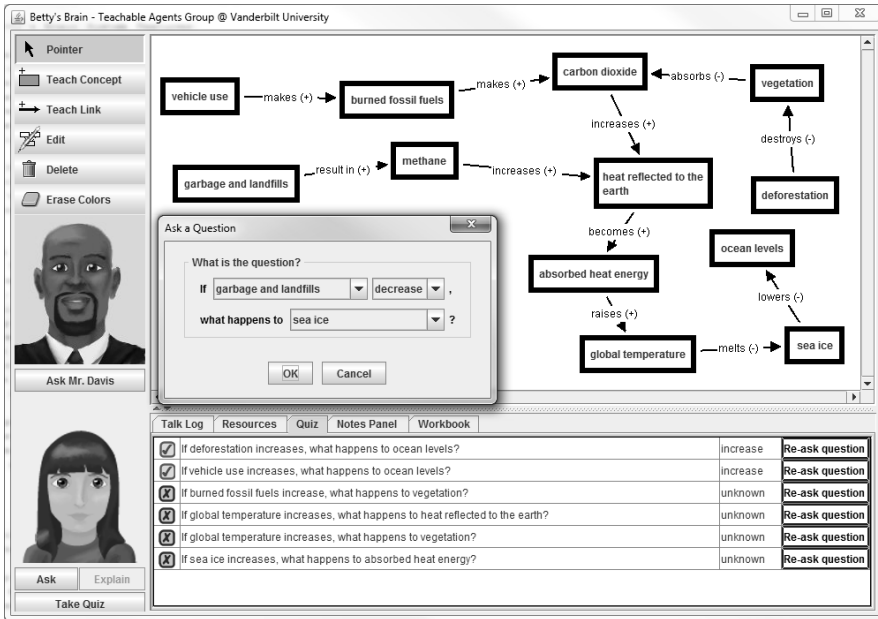 Betty's Brain - Teachable Agents Group @ Vanderbilt University
Pointer
Teach Concept
Teach Link
Edit
Delete
Erase Colors
Ask Mr. Davis
Ask Explain
Take Quiz
vehicle use
makes (+)
burned fossil fuels
makes (+)
carbon dioxide
absorbs (-)
vegetation
increases (+)
destroys (-)
garbage and landfills
result in (+)
methane
increases (+)
heat reflected to the
earth
deforestation
becomes (+)
ocean levels
absorbed heat energy
lowers (-)
raises (+)
global temperature
melts (-)
sea ice
Ask a Question
What is the question?
If garbage and landfills decrease ,
what happens to sea ice ?
OK Cancel
Talk Log Resources Quiz Notes Panel Workbook
If deforestation increases, what happens to ocean levels? increase Re-ask question
If vehicle use increases, what happens to ocean levels? increase Re-ask question
If burned fossil fuels increase, what happens to vegetation? unknown Re-ask question
If global temperature increases, what happens to heat reflected to the earth? unknown Re-ask question
If global temperature increases, what happens to vegetation? unknown Re-ask question
If sea ice increases, what happens to absorbed heat energy? unknown Re-ask question